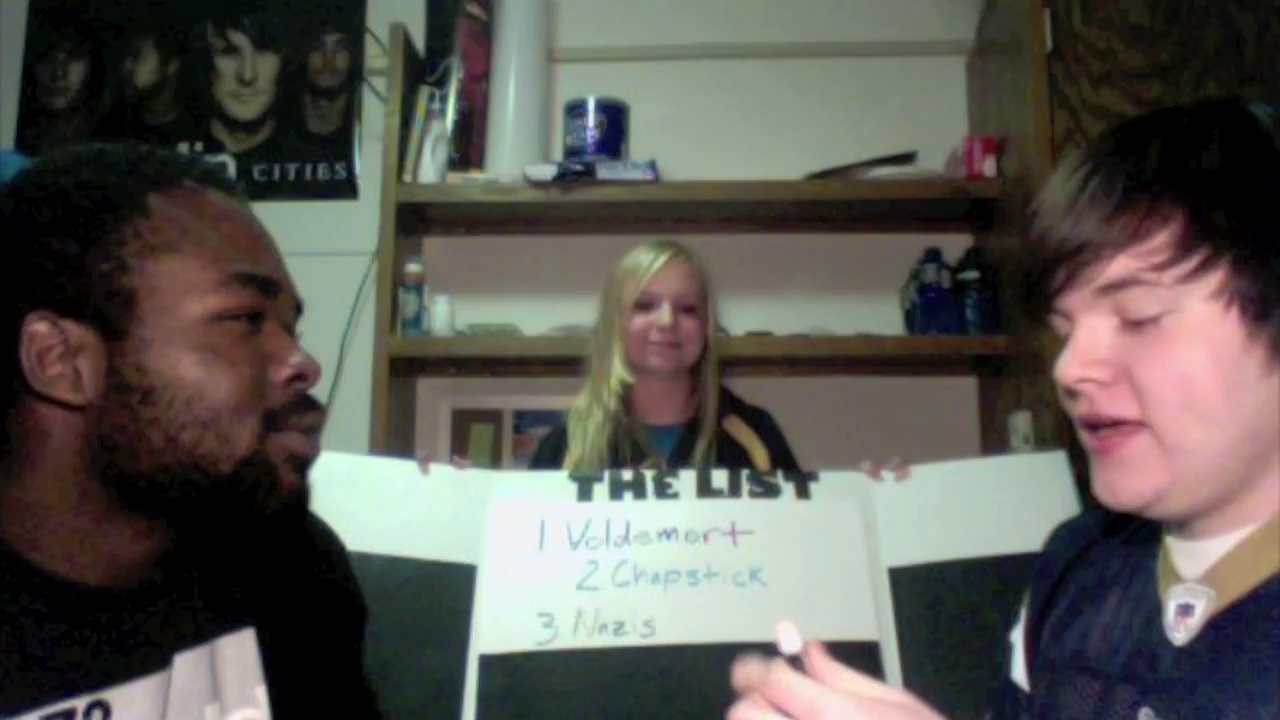 CITIES
THE LIST
1 Voldemort
2 Chapstick
3 Nazis